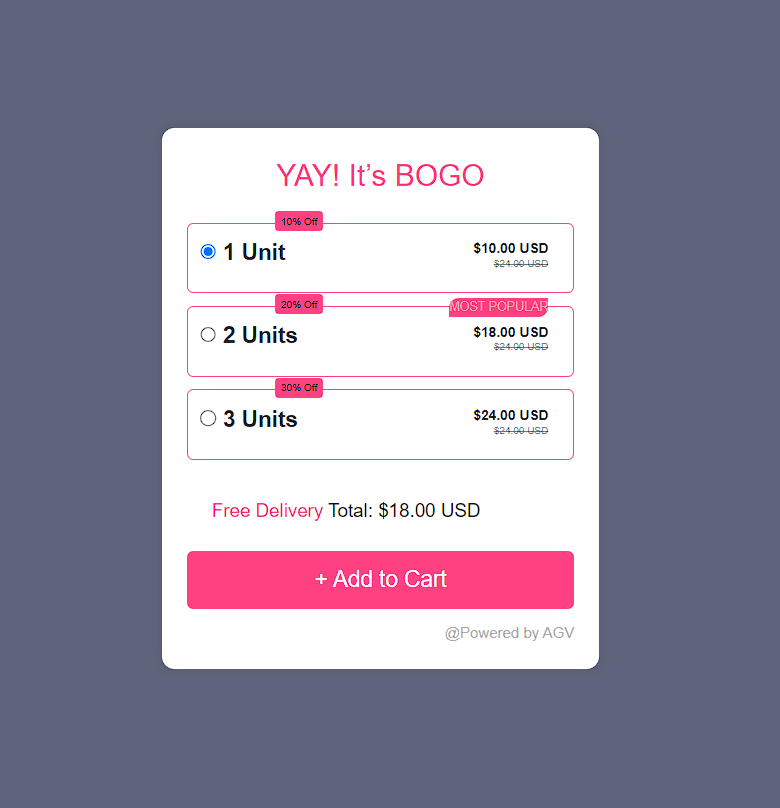 YAY! It’s BOGO
10% Off
1 Unit
$10.00 USD
$24.00 USD
20% Off
MOST POPULAR
2 Units
$18.00 USD
$24.00 USD
30% Off
3 Units
$24.00 USD
$24.00 USD
Free Delivery Total: $18.00 USD
+ Add to Cart
@Powered by AGV